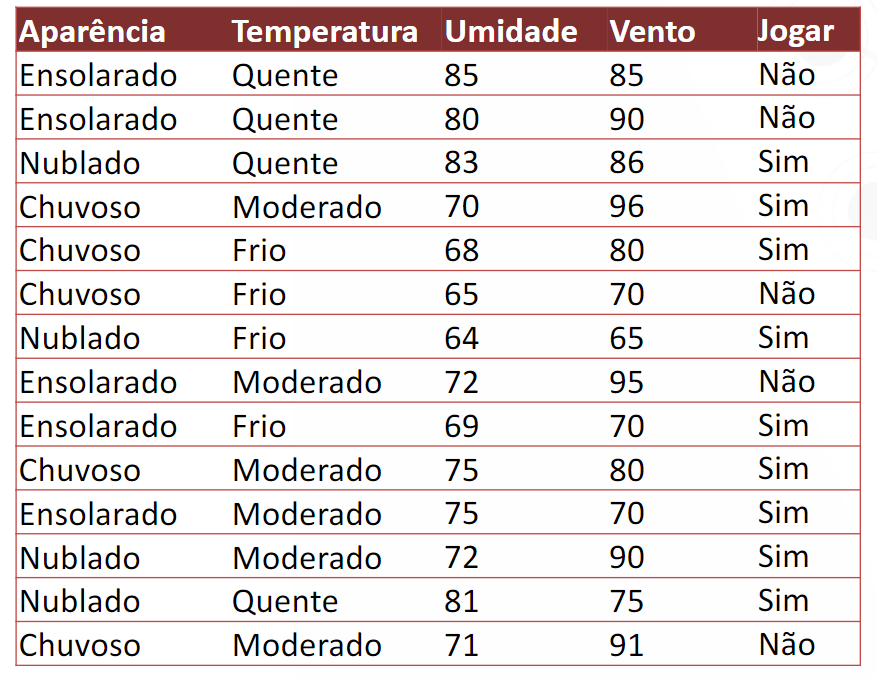 Aparência Temperatura Umidade Vento Jogar
Ensolarado Quente 85 85 Não
Ensolarado Quente 80 90 Não
Nublado Quente 83 86 Sim
Chuvoso Moderado 70 96 Sim
Chuvoso Frio 68 80 Sim
Chuvoso Frio 65 70 Não
Nublado Frio 64 65 Sim
Ensolarado Moderado 72 95 Não
Ensolarado Frio 69 70 Sim
Chuvoso Moderado 75 80 Sim
Ensolarado Moderado 75 70 Sim
Nublado Moderado 72 90 Sim
Nublado Quente 81 75 Sim
Chuvoso Moderado 71 91 Não